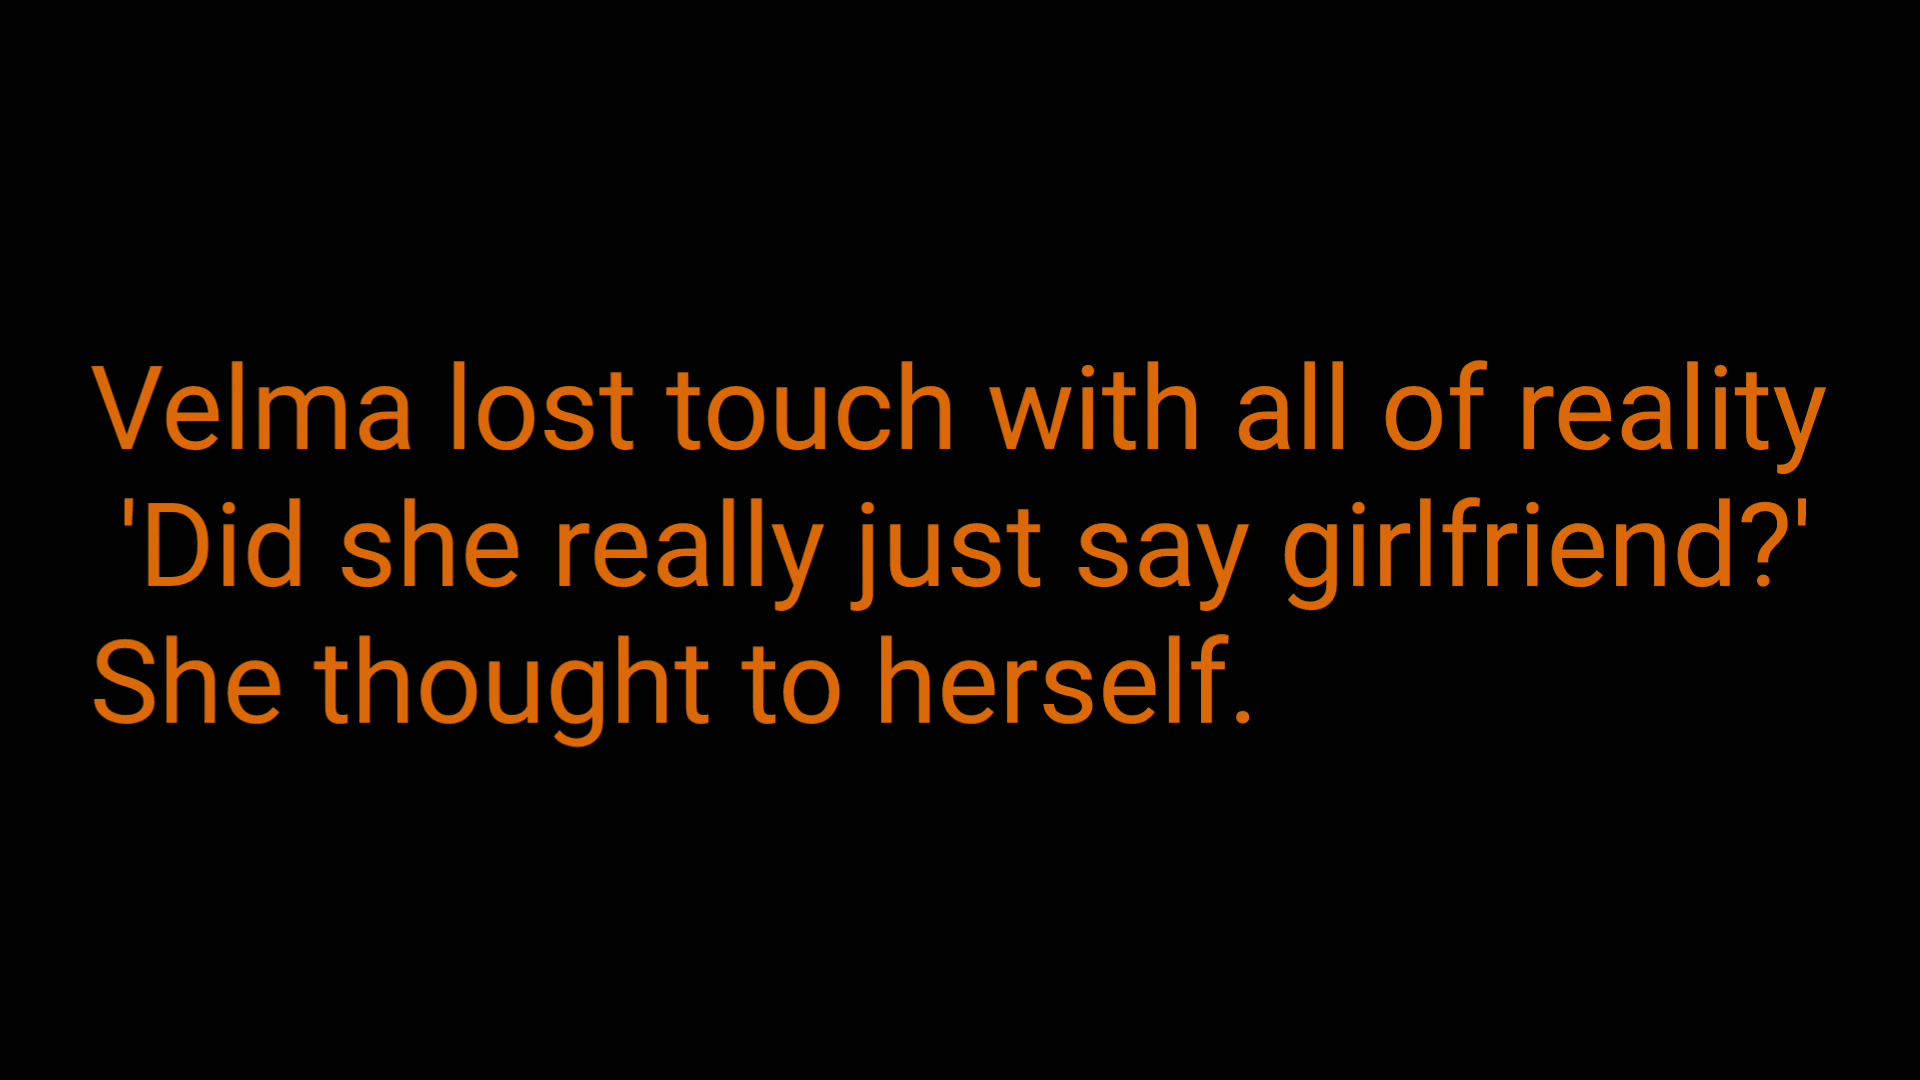 Velma lost touch with all of reality
'Did she really just say girlfriend?'
She thought to herself.